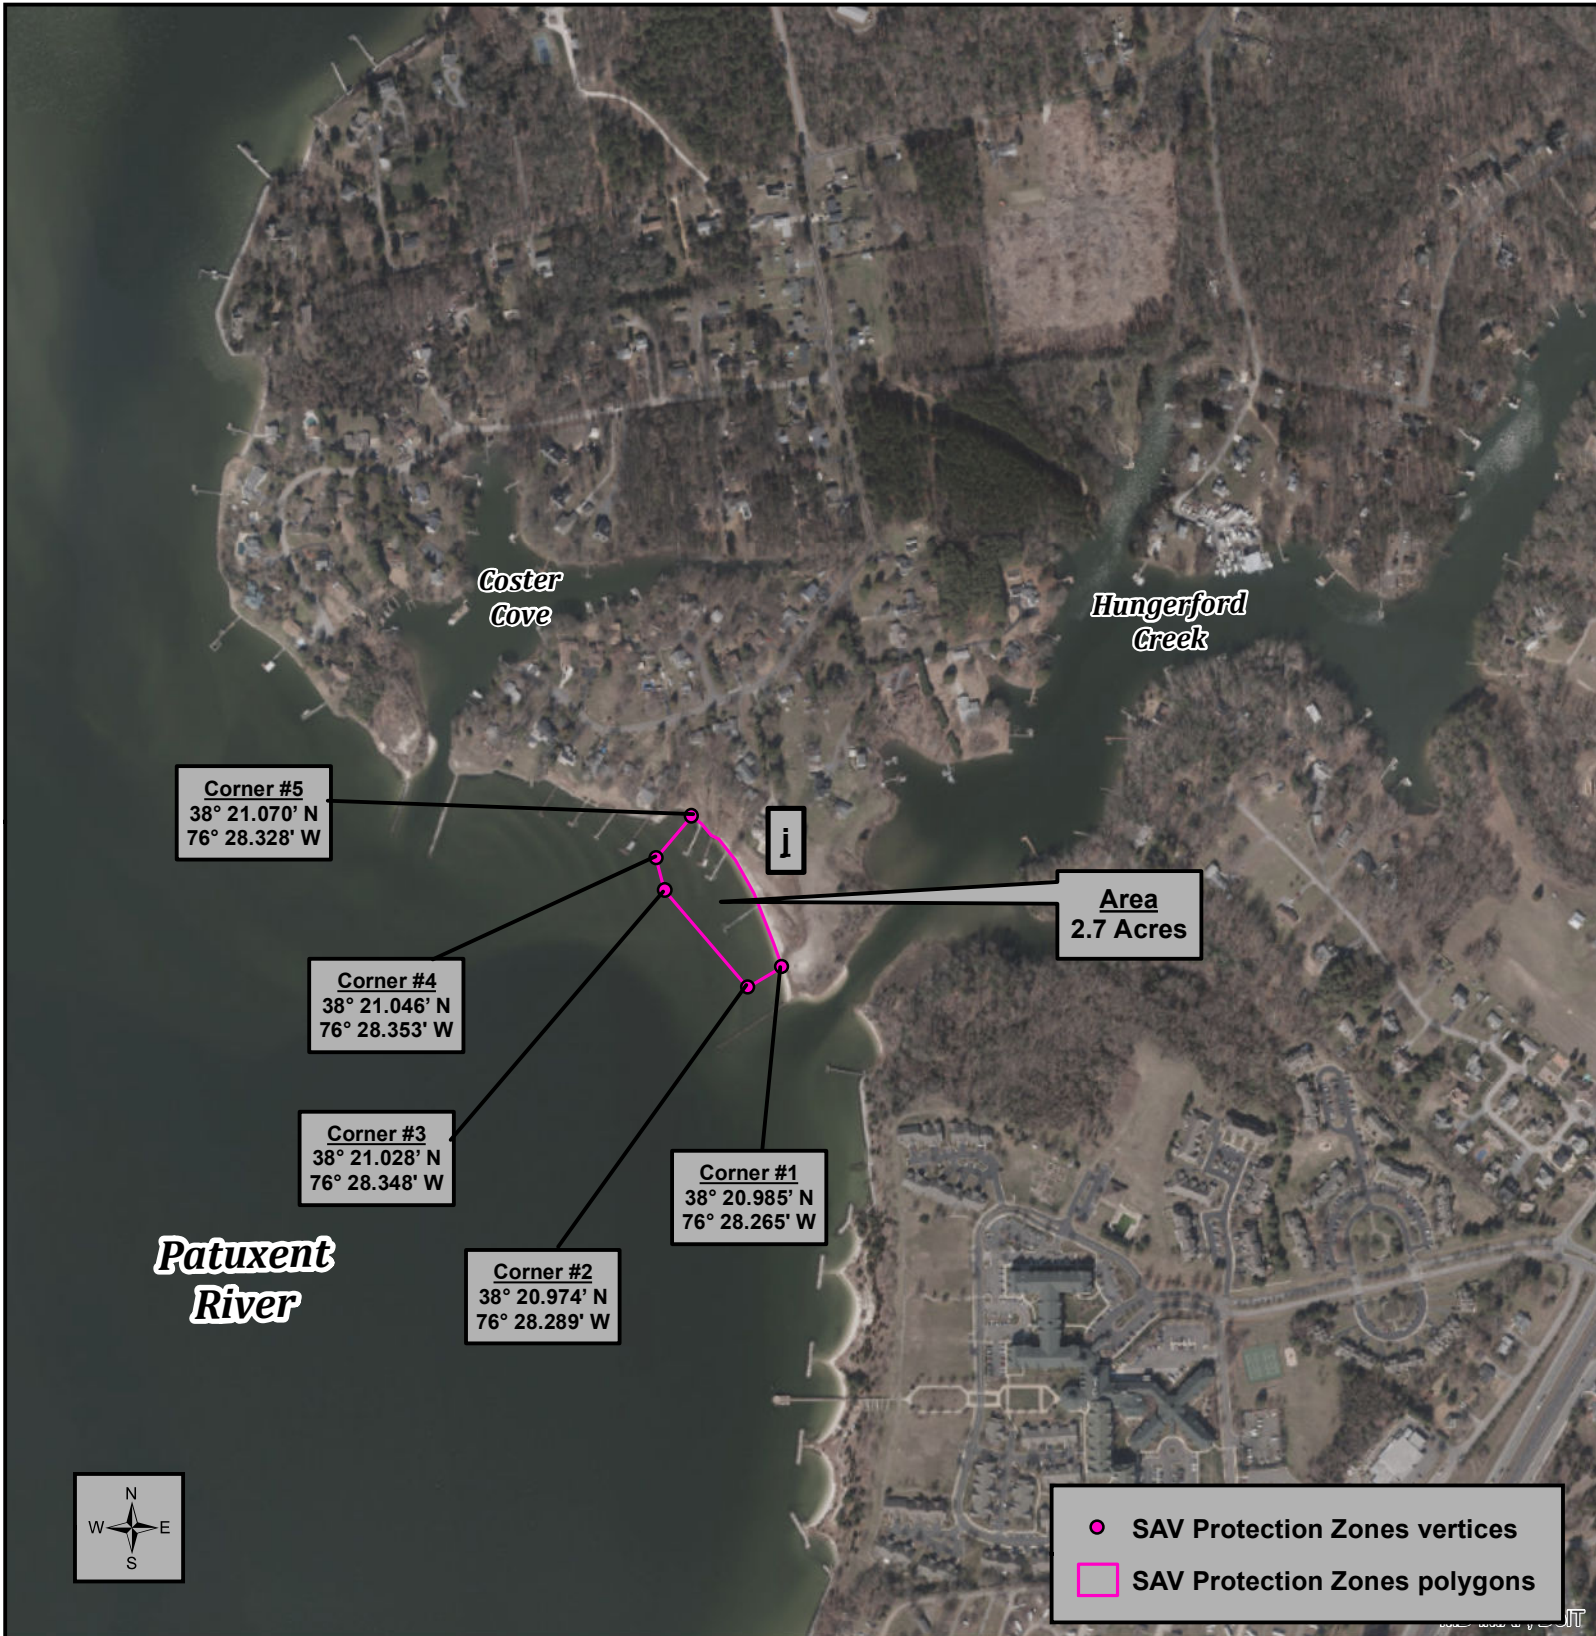 Coster
Cove
Hungerford
Creek
Corner #5
38° 21.070’ N
76° 28.328' W
j
Area
2.7 Acres
Corner #4
38° 21.046’ N
76° 28.353' W
Corner #3
38° 21.028’ N
76° 28.348' W
Corner #1
38° 20.985’ N
76° 28.265' W
Patuxent
River
Corner #2
38° 20.974’ N
76° 28.289' W
N
W E
S
SAV Protection Zones vertices
SAV Protection Zones polygons